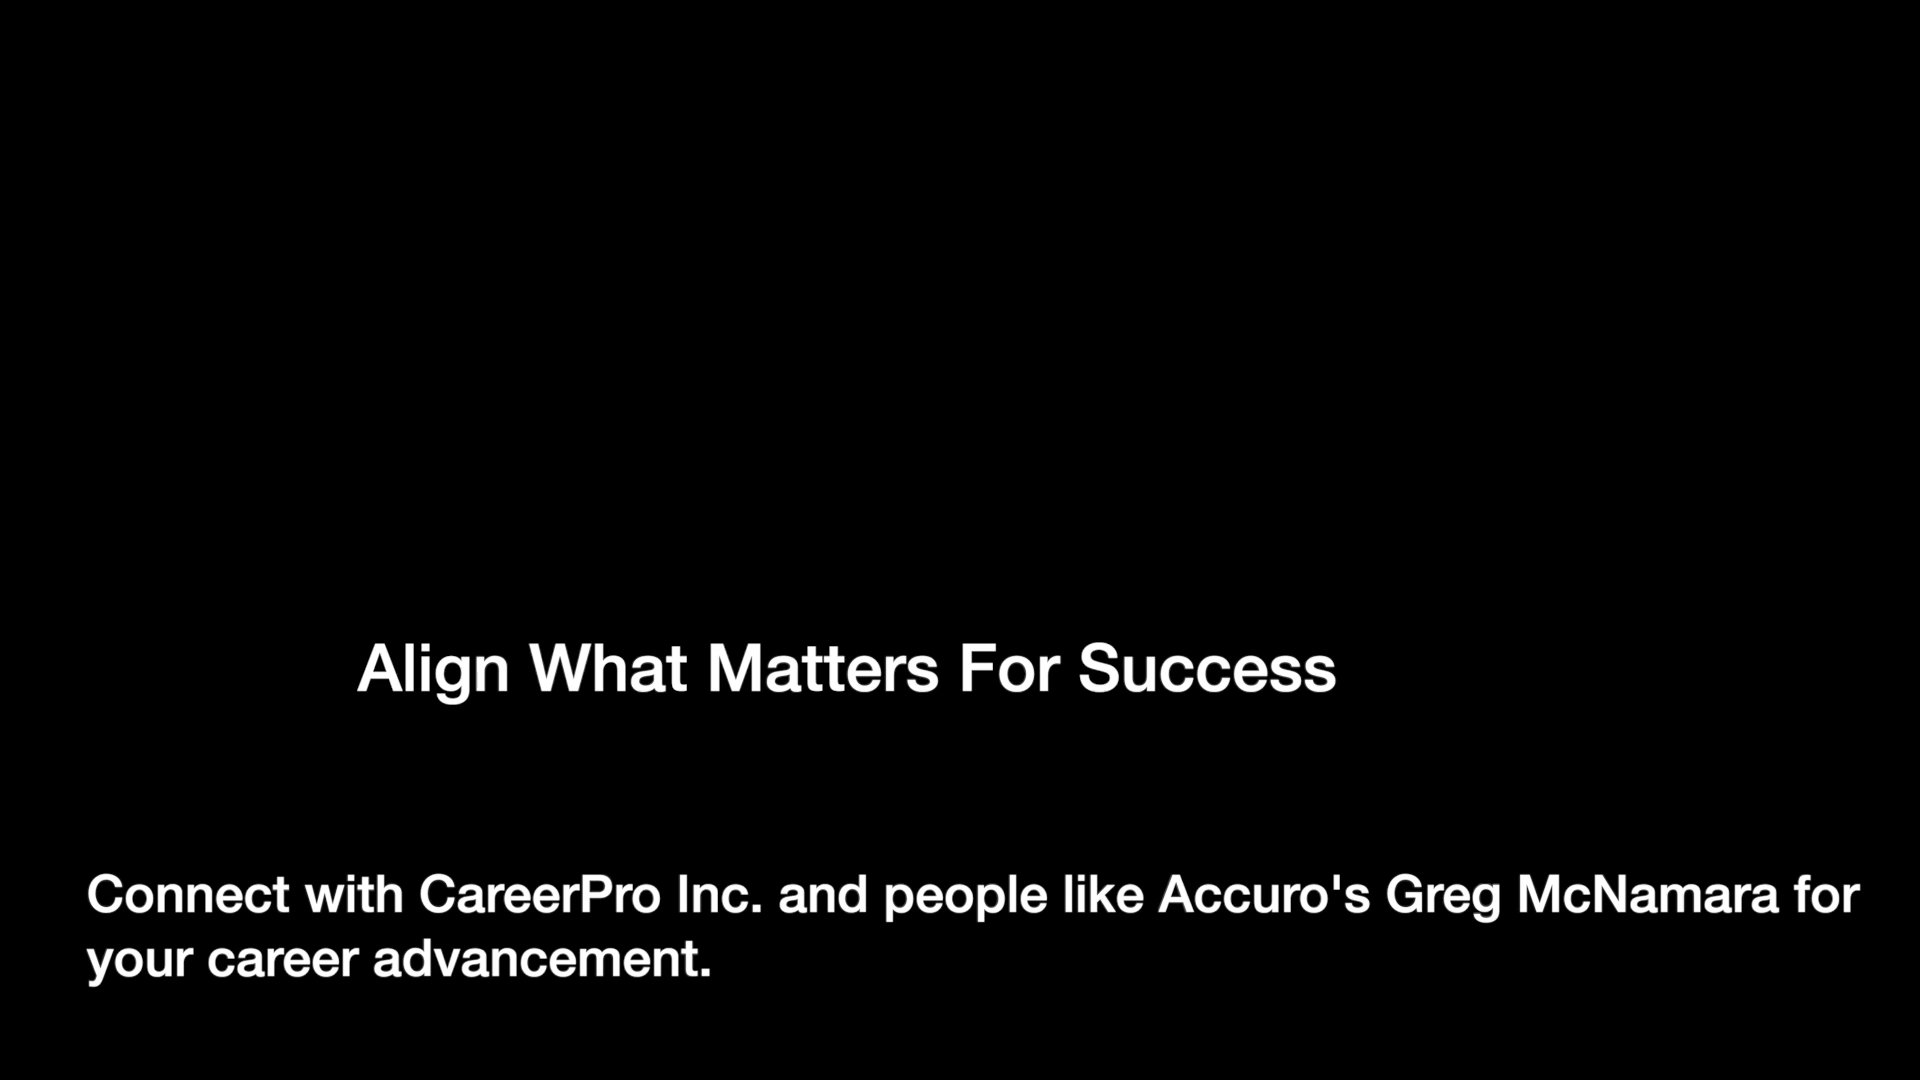 Align What Matters For Success
Connect with CareerPro Inc. and people like Accuro's Greg McNamara for
your career advancement.